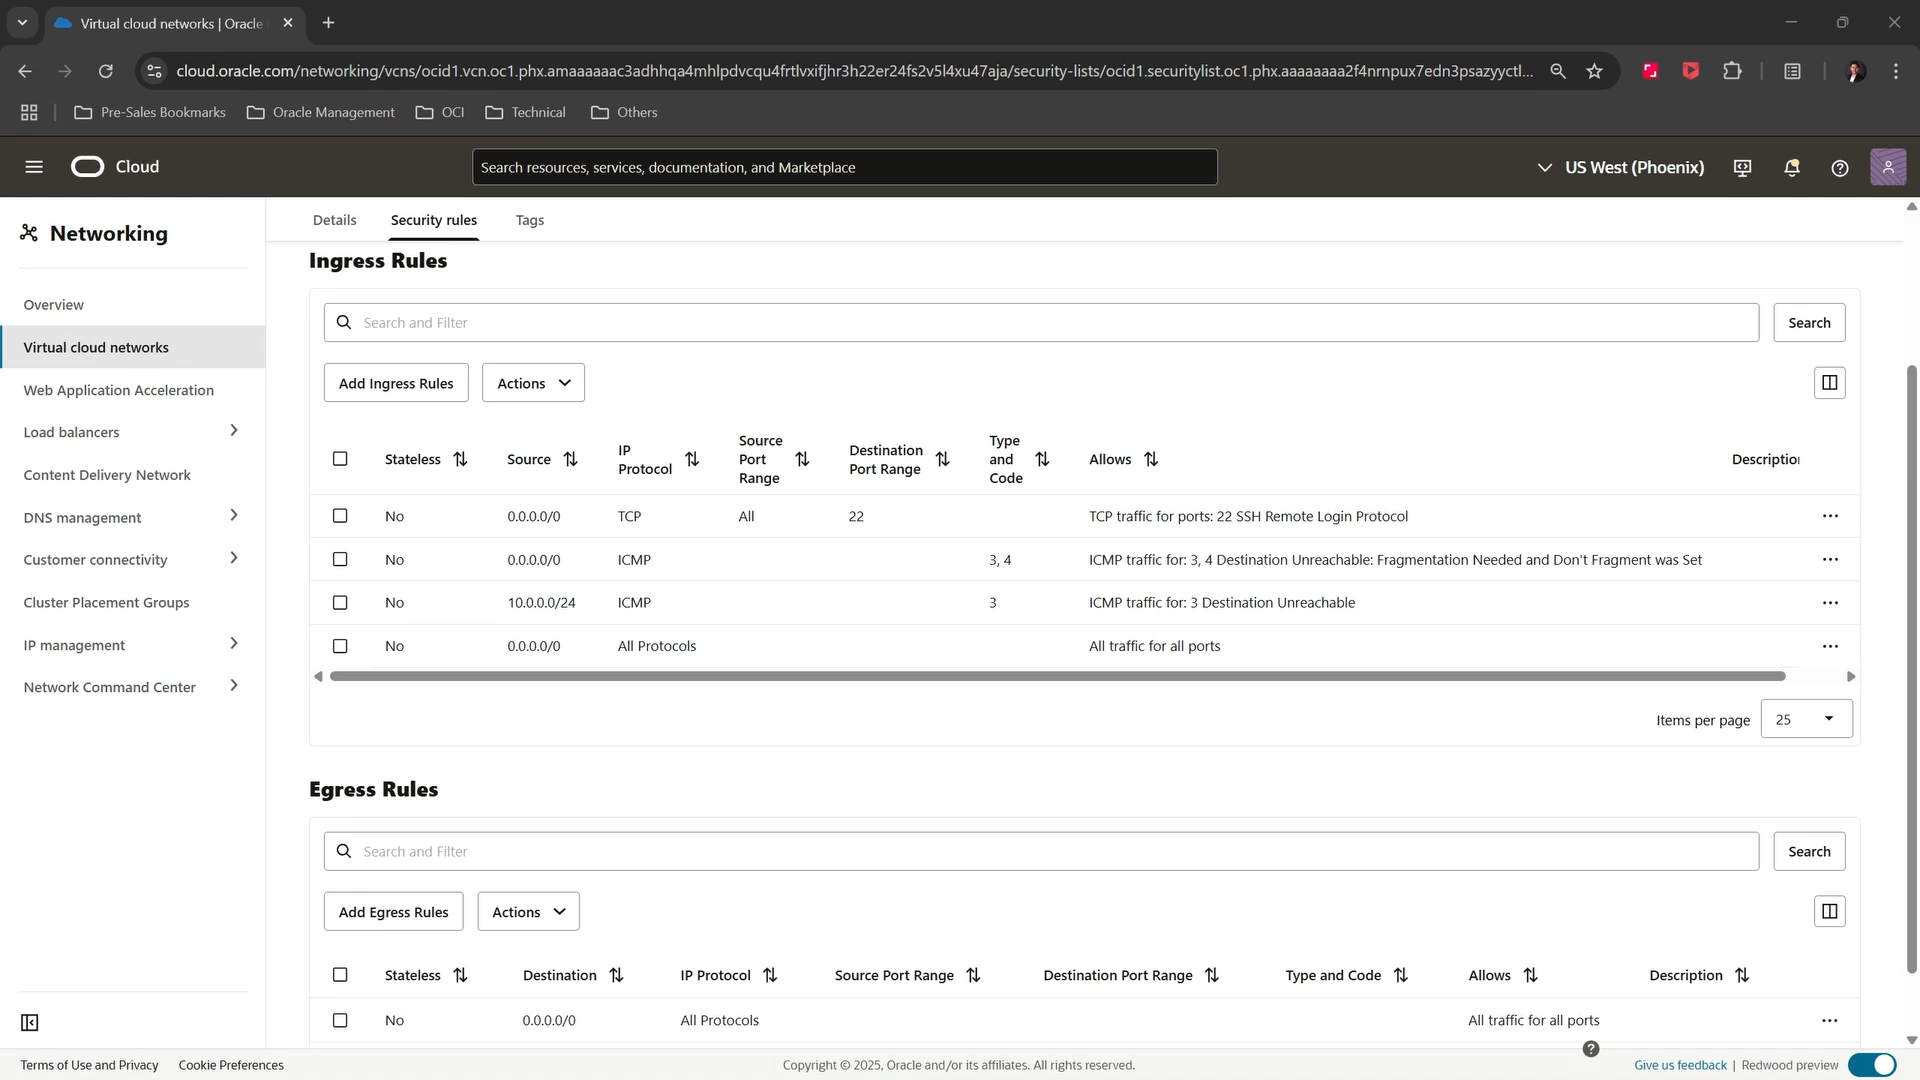 Virtual cloud networks | Oracle
cloud.oracle.com/networking/vcns/ocid1.vcn.oc1.phx.amaaaaaac3adhhqa4mhlpdvcqu4frtlvxifjhr3h22er24fs2v5l4xu47aja/security-lists/ocid1.securitylist.oc1.phx.aaaaaaaa2f4nrnpux7edn3psazyyctl...
Pre-Sales Bookmarks Oracle Management OCI Technical Others
Cloud
Search resources, services, documentation, and Marketplace
US West (Phoenix)
Networking
Overview
Virtual cloud networks
Web Application Acceleration
Load balancers
Content Delivery Network
DNS management
Customer connectivity
Cluster Placement Groups
IP management
Network Command Center
Details Security rules Tags
Ingress Rules
Search and Filter Search
Add Ingress Rules Actions
Stateless Source IP Protocol Source Port Range Destination Port Range Type and Code Allows Description
No 0.0.0.0/0 TCP All 22 TCP traffic for ports: 22 SSH Remote Login Protocol
No 0.0.0.0/0 ICMP 3, 4 ICMP traffic for: 3, 4 Destination Unreachable: Fragmentation Needed and Don't Fragment was Set
No 10.0.0.0/24 ICMP 3 ICMP traffic for: 3 Destination Unreachable
No 0.0.0.0/0 All Protocols All traffic for all ports
Items per page 25
Egress Rules
Search and Filter Search
Add Egress Rules Actions
Stateless Destination IP Protocol Source Port Range Destination Port Range Type and Code Allows Description
No 0.0.0.0/0 All Protocols All traffic for all ports
Terms of Use and Privacy Cookie Preferences
Copyright © 2025, Oracle and/or its affiliates. All rights reserved.
Give us feedback | Redwood preview